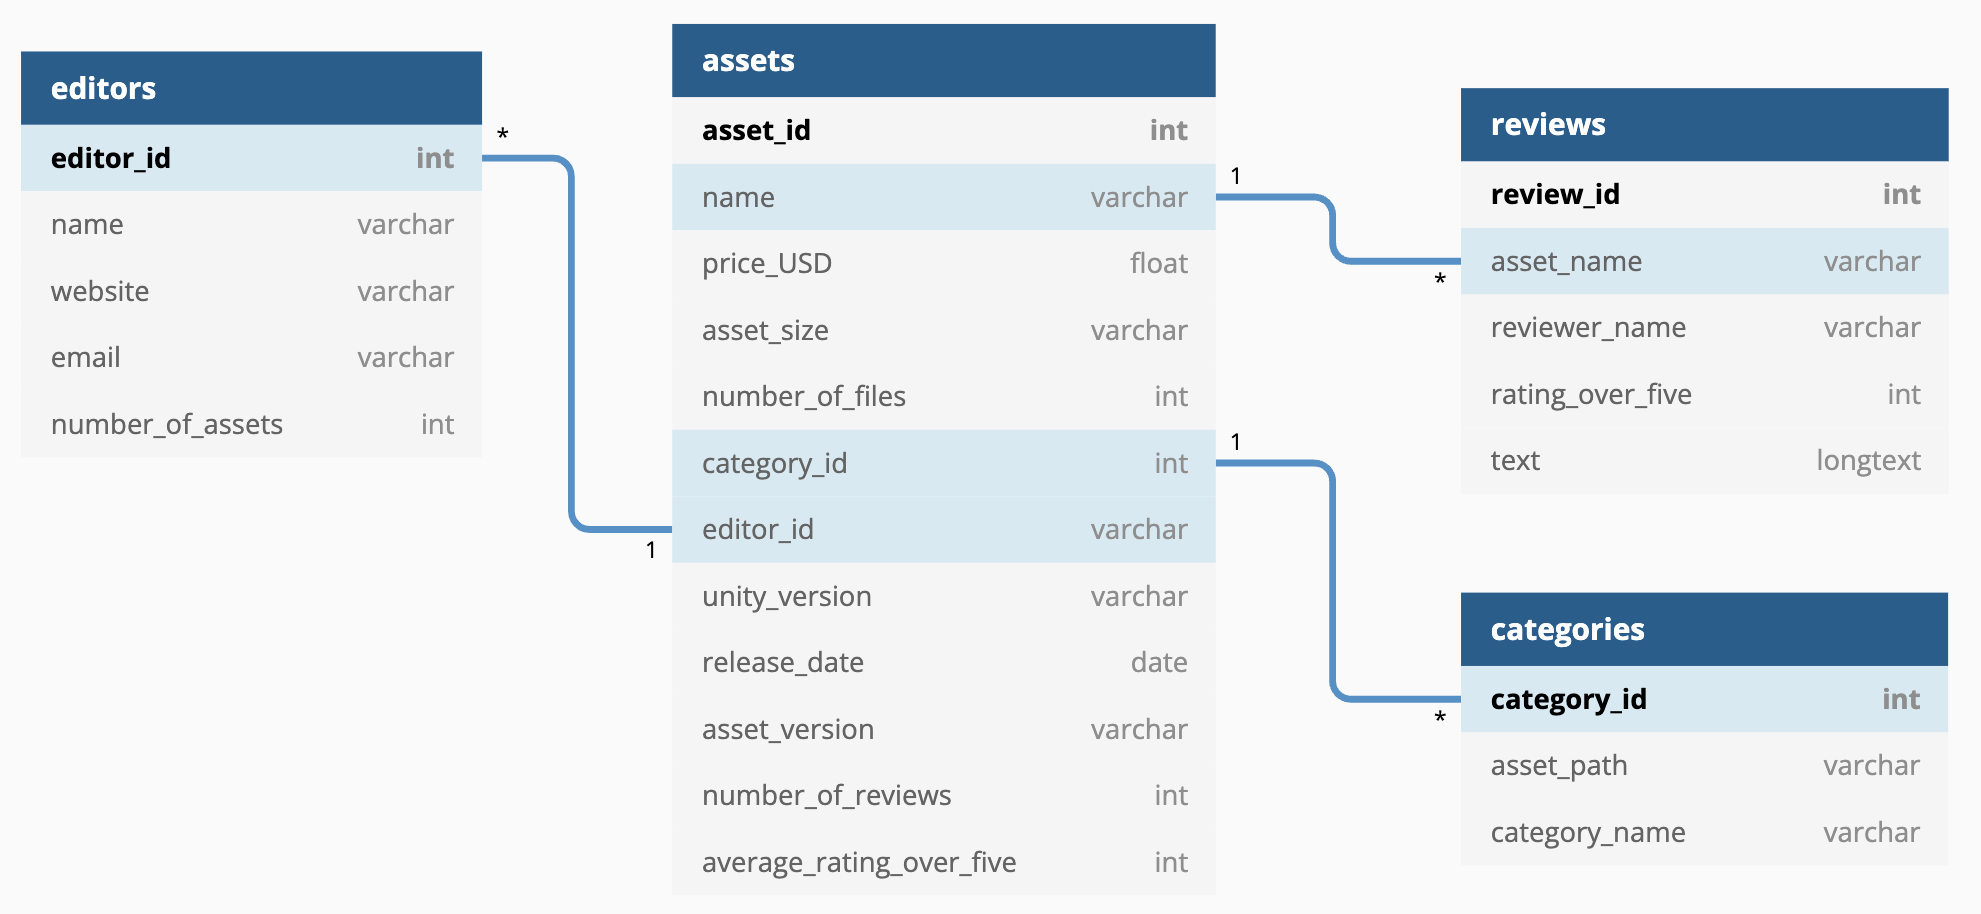 editors
editor_id int
name varchar
website varchar
email varchar
number_of_assets int
*
1
assets
asset_id int
name varchar
price_USD float
asset_size varchar
number_of_files int
category_id int
editor_id varchar
unity_version varchar
release_date date
asset_version varchar
number_of_reviews int
average_rating_over_five int
1
*
1
*
reviews
review_id int
asset_name varchar
reviewer_name varchar
rating_over_five int
text longtext
categories
category_id int
asset_path varchar
category_name varchar